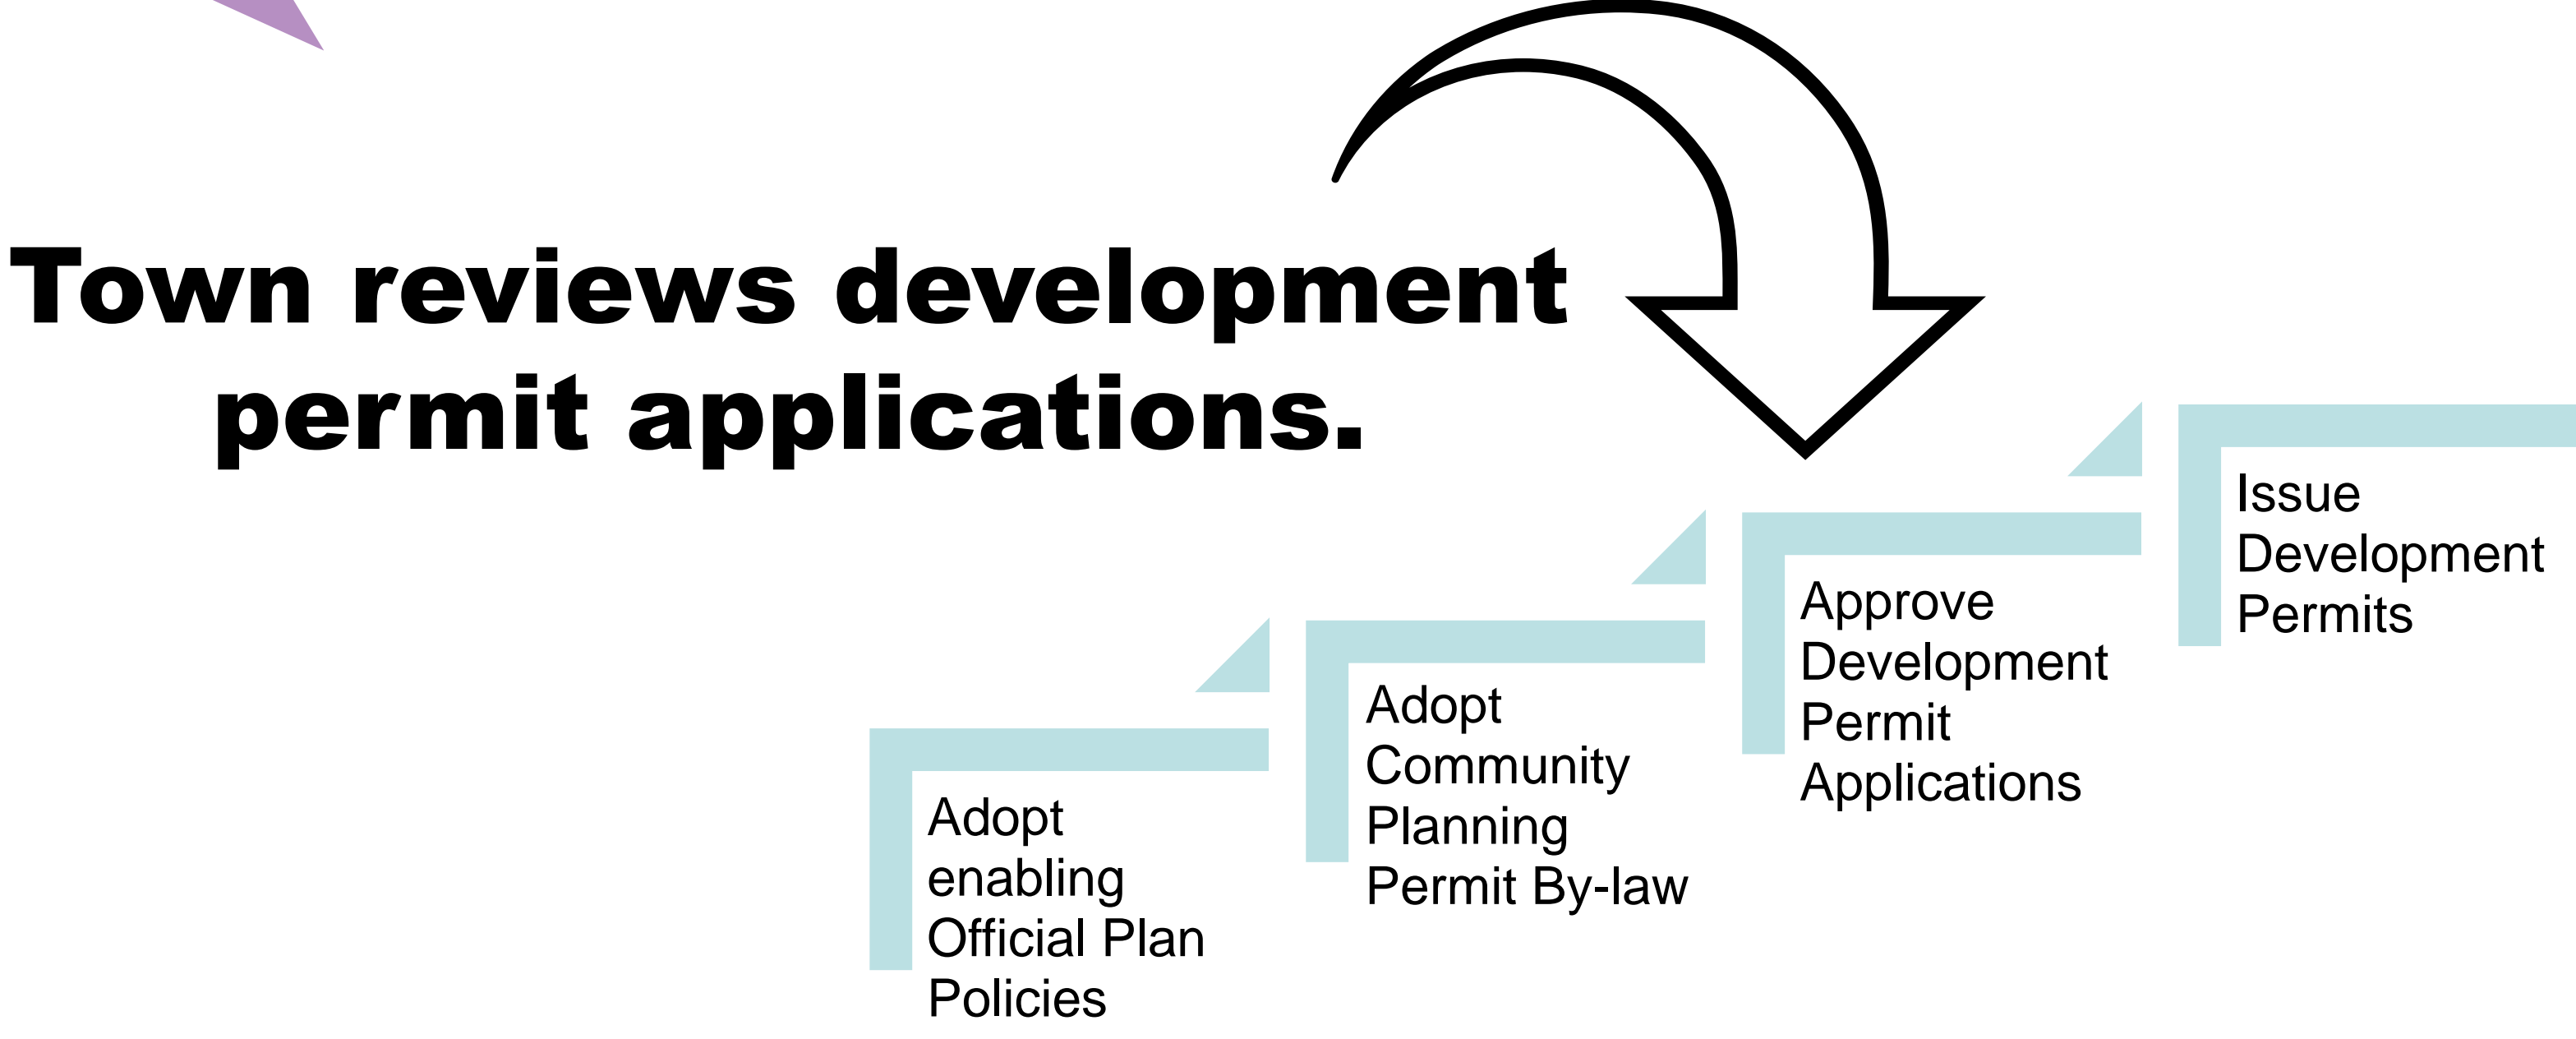 Town reviews development
permit applications.
Adopt
enabling
Official Plan
Policies
Adopt
Community
Planning
Permit By-law
Approve
Development
Permit
Applications
Issue
Development
Permits